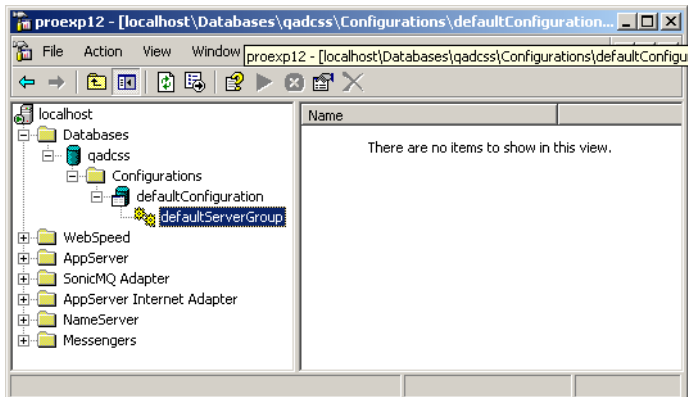 proexp12 - [localhost\Databases\qadcss\Configurations\defaultConfiguration...
File Action View Window
proexp12 - [localhost\Databases\qadcss\Configurations\defaultConfigu
localhost
Name
Databases
There are no items to show in this view.
qadcss
Configurations
defaultConfiguration
defaultServerGroup
WebSpeed
AppServer
SonicMQ Adapter
AppServer Internet Adapter
NameServer
Messengers